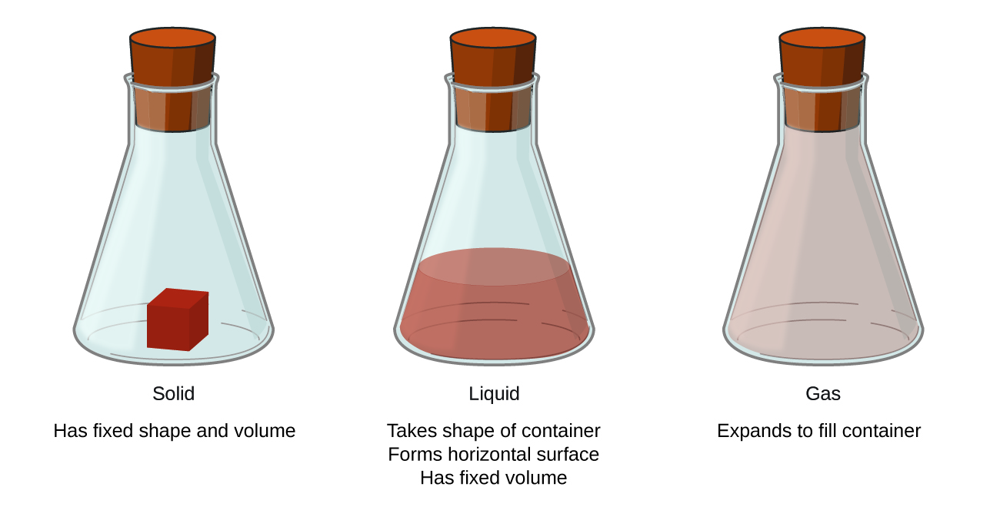 Solid
Has fixed shape and volume
Liquid
Takes shape of container
Forms horizontal surface
Has fixed volume
Gas
Expands to fill container